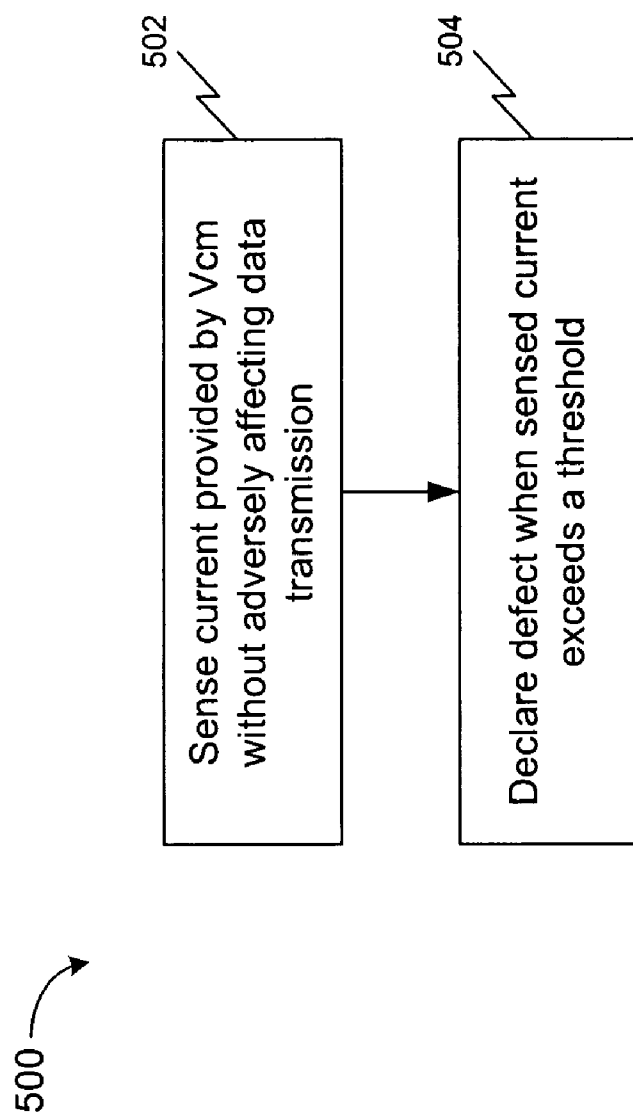 500
502
Sense current provided by Vcm
without adversely affecting data
transmission
504
Declare defect when sensed current
exceeds a threshold